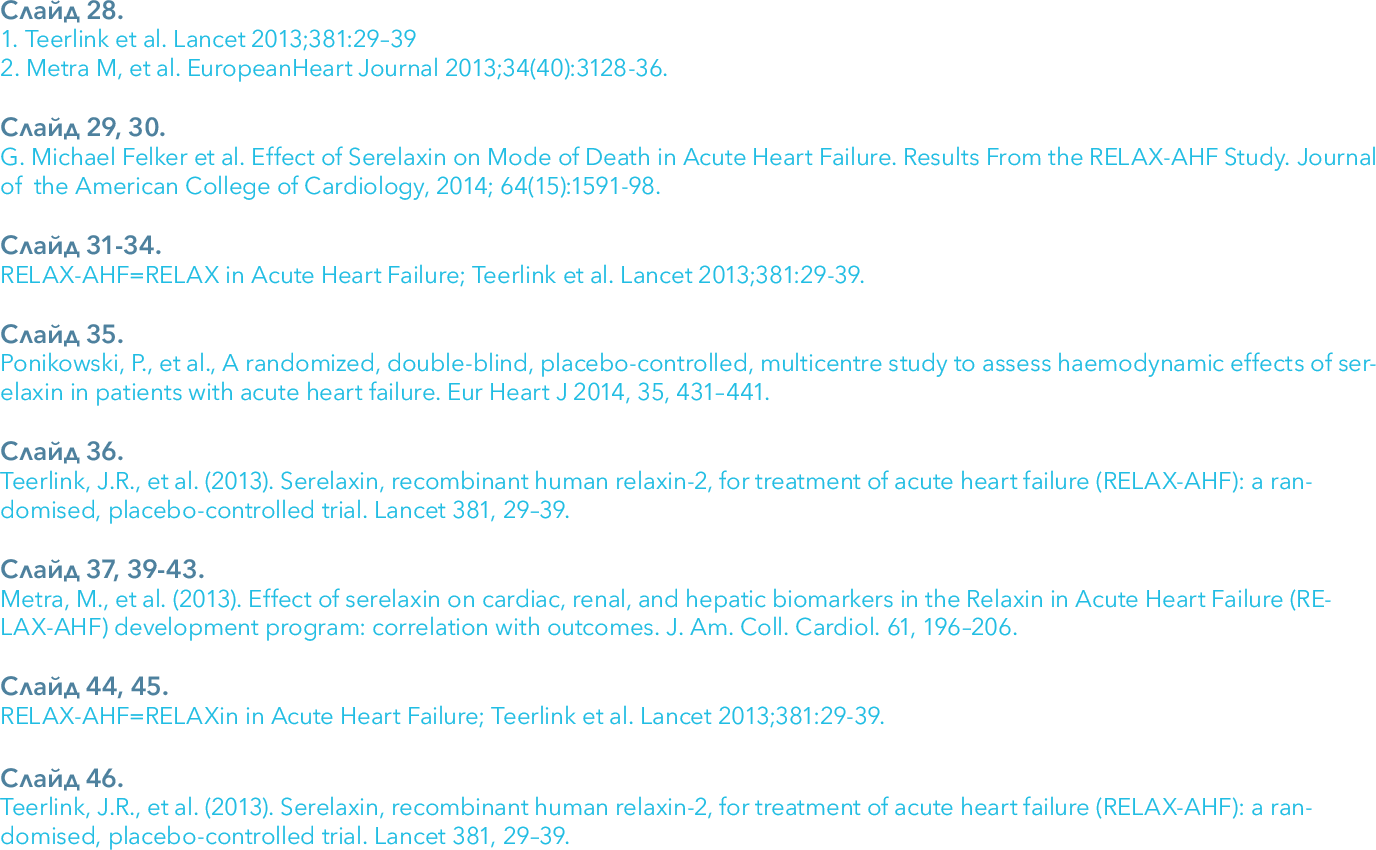 Слайд 28.
1. Teerlink et al. Lancet 2013;381:29–39
2. Metra M, et al. EuropeanHeart Journal 2013;34(40):3128-36.
Слайд 29, 30.
G. Michael Felker et al. Effect of Serelaxin on Mode of Death in Acute Heart Failure. Results From the RELAX-AHF Study. Journal
of the American College of Cardiology, 2014; 64(15):1591-98.
Слайд 31-34.
RELAX-AHF=RELAX in Acute Heart Failure; Teerlink et al. Lancet 2013;381:29-39.
Слайд 35.
Ponikowski, P., et al., A randomized, double-blind, placebo-controlled, multicentre study to assess haemodynamic effects of ser-
elaxin in patients with acute heart failure. Eur Heart J 2014, 35, 431–441.
Слайд 36.
Teerlink, J.R., et al. (2013). Serelaxin, recombinant human relaxin-2, for treatment of acute heart failure (RELAX-AHF): a ran-
domised, placebo-controlled trial. Lancet 381, 29–39.
Слайд 37, 39-43.
Metra, M., et al. (2013). Effect of serelaxin on cardiac, renal, and hepatic biomarkers in the Relaxin in Acute Heart Failure (RE-
LAX-AHF) development program: correlation with outcomes. J. Am. Coll. Cardiol. 61, 196–206.
Слайд 44, 45.
RELAX-AHF=RELAXin in Acute Heart Failure; Teerlink et al. Lancet 2013;381:29-39.
Слайд 46.
Teerlink, J.R., et al. (2013). Serelaxin, recombinant human relaxin-2, for treatment of acute heart failure (RELAX-AHF): a ran-
domised, placebo-controlled trial. Lancet 381, 29–39.